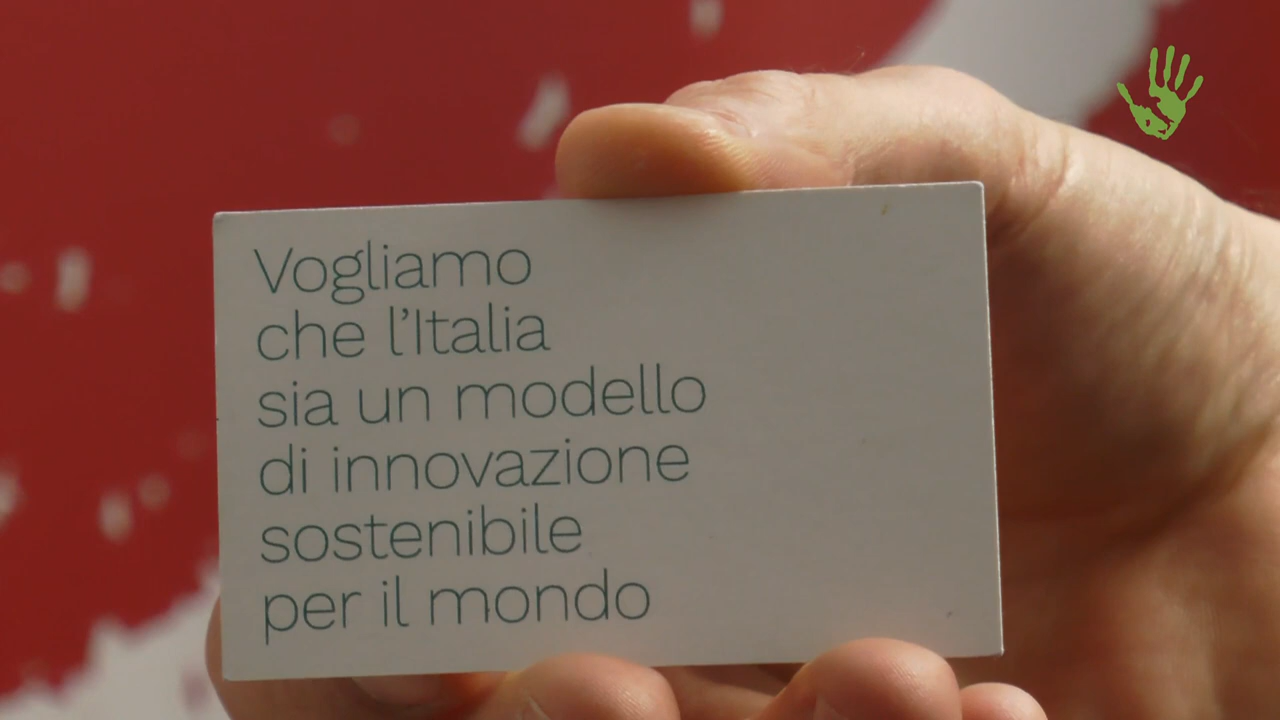 Vogliamo
che l’Italia
sia un modello
di innovazione
sostenibile
per il mondo